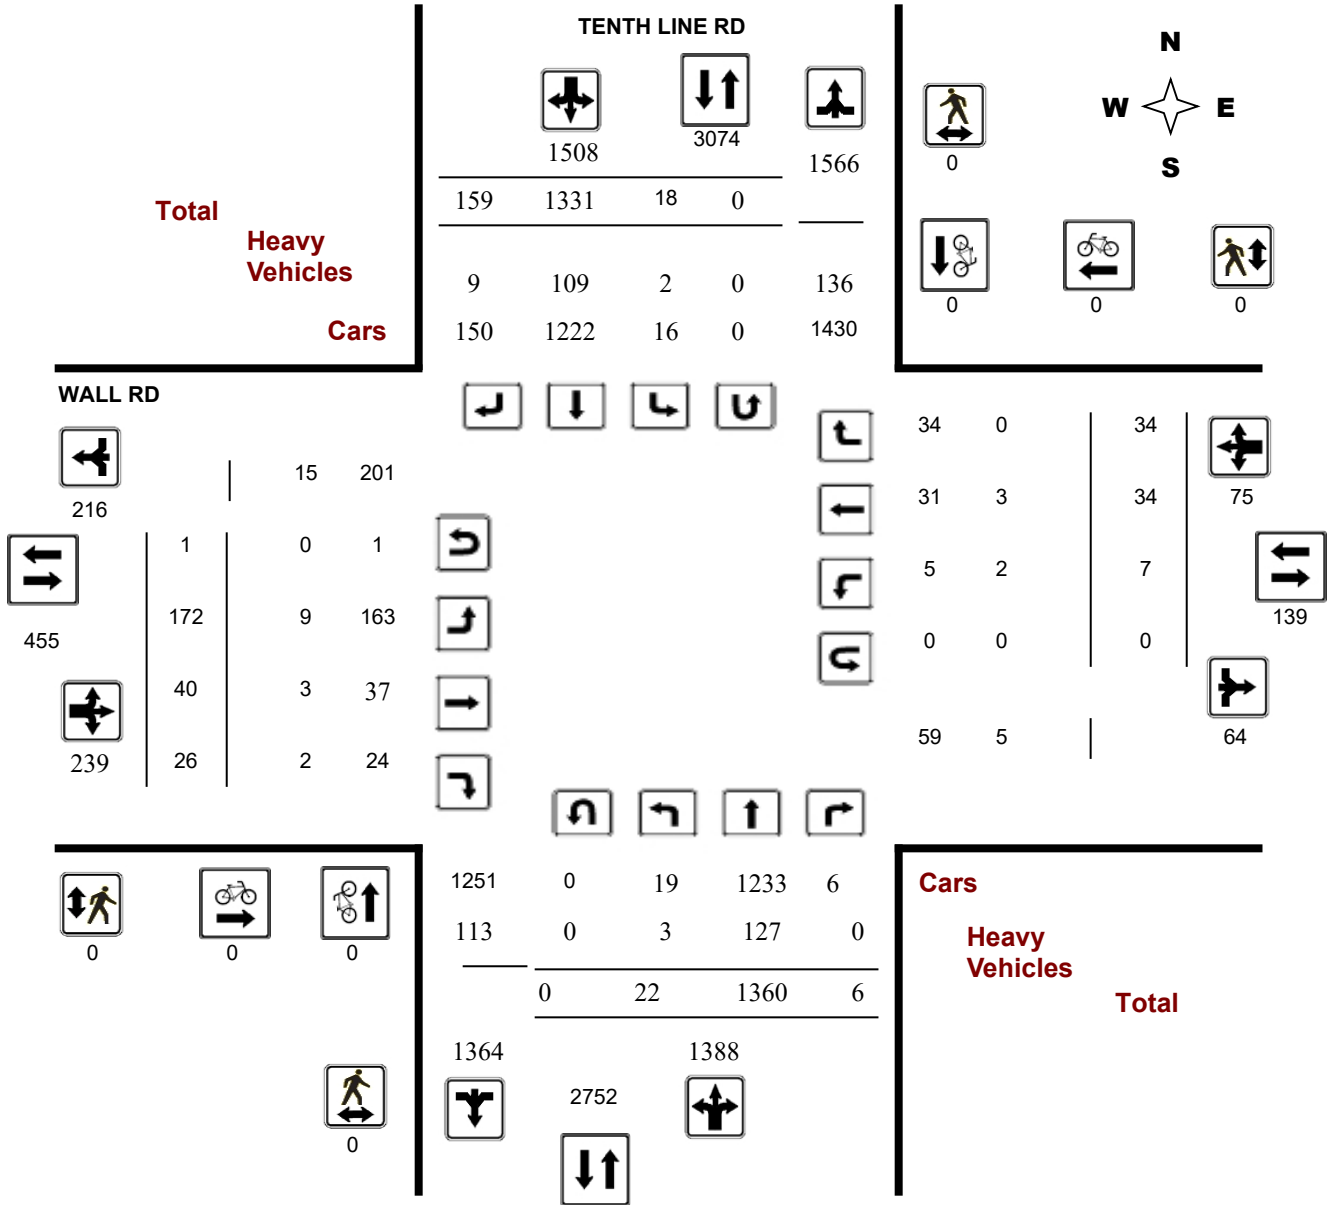 TENTH LINE RD
N
W E
S
1508 3074 1566 0
159 1331 18 0
Total
Heavy
Vehicles
9 109 2 0 136
0 0 0
Cars 150 1222 16 0 1430
WALL RD
34 0 34
15 201
216
31 3 34 75
1 0 1
5 2 7
172 9 163 139
455
0 0 0
40 3 37
59 5 64
239 26 2 24
1251 0 19 1233 6 Cars
113 0 3 127 0 Heavy
Vehicles
0 0 0
0 22 1360 6 Total
1364 1388
2752
0